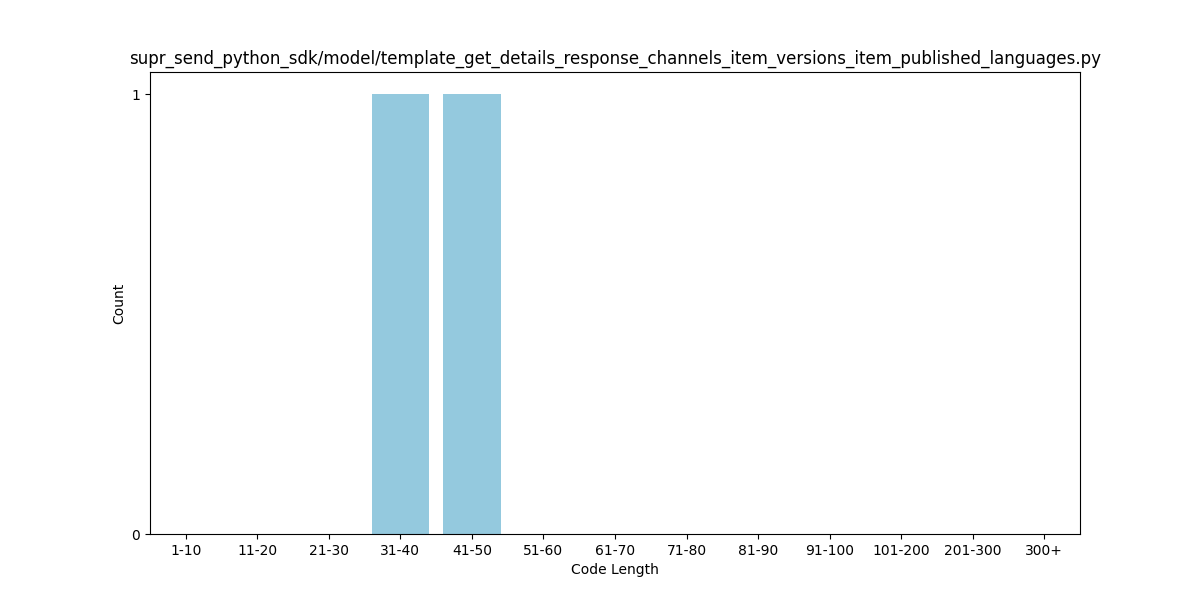 supr_send_python_sdk/model/template_get_details_response_channels_item_versions_item_published_languages.py
1
Count
0
1-10 11-20 21-30 31-40 41-50 51-60 61-70 71-80 81-90 91-100 101-200 201-300 300+
Code Length